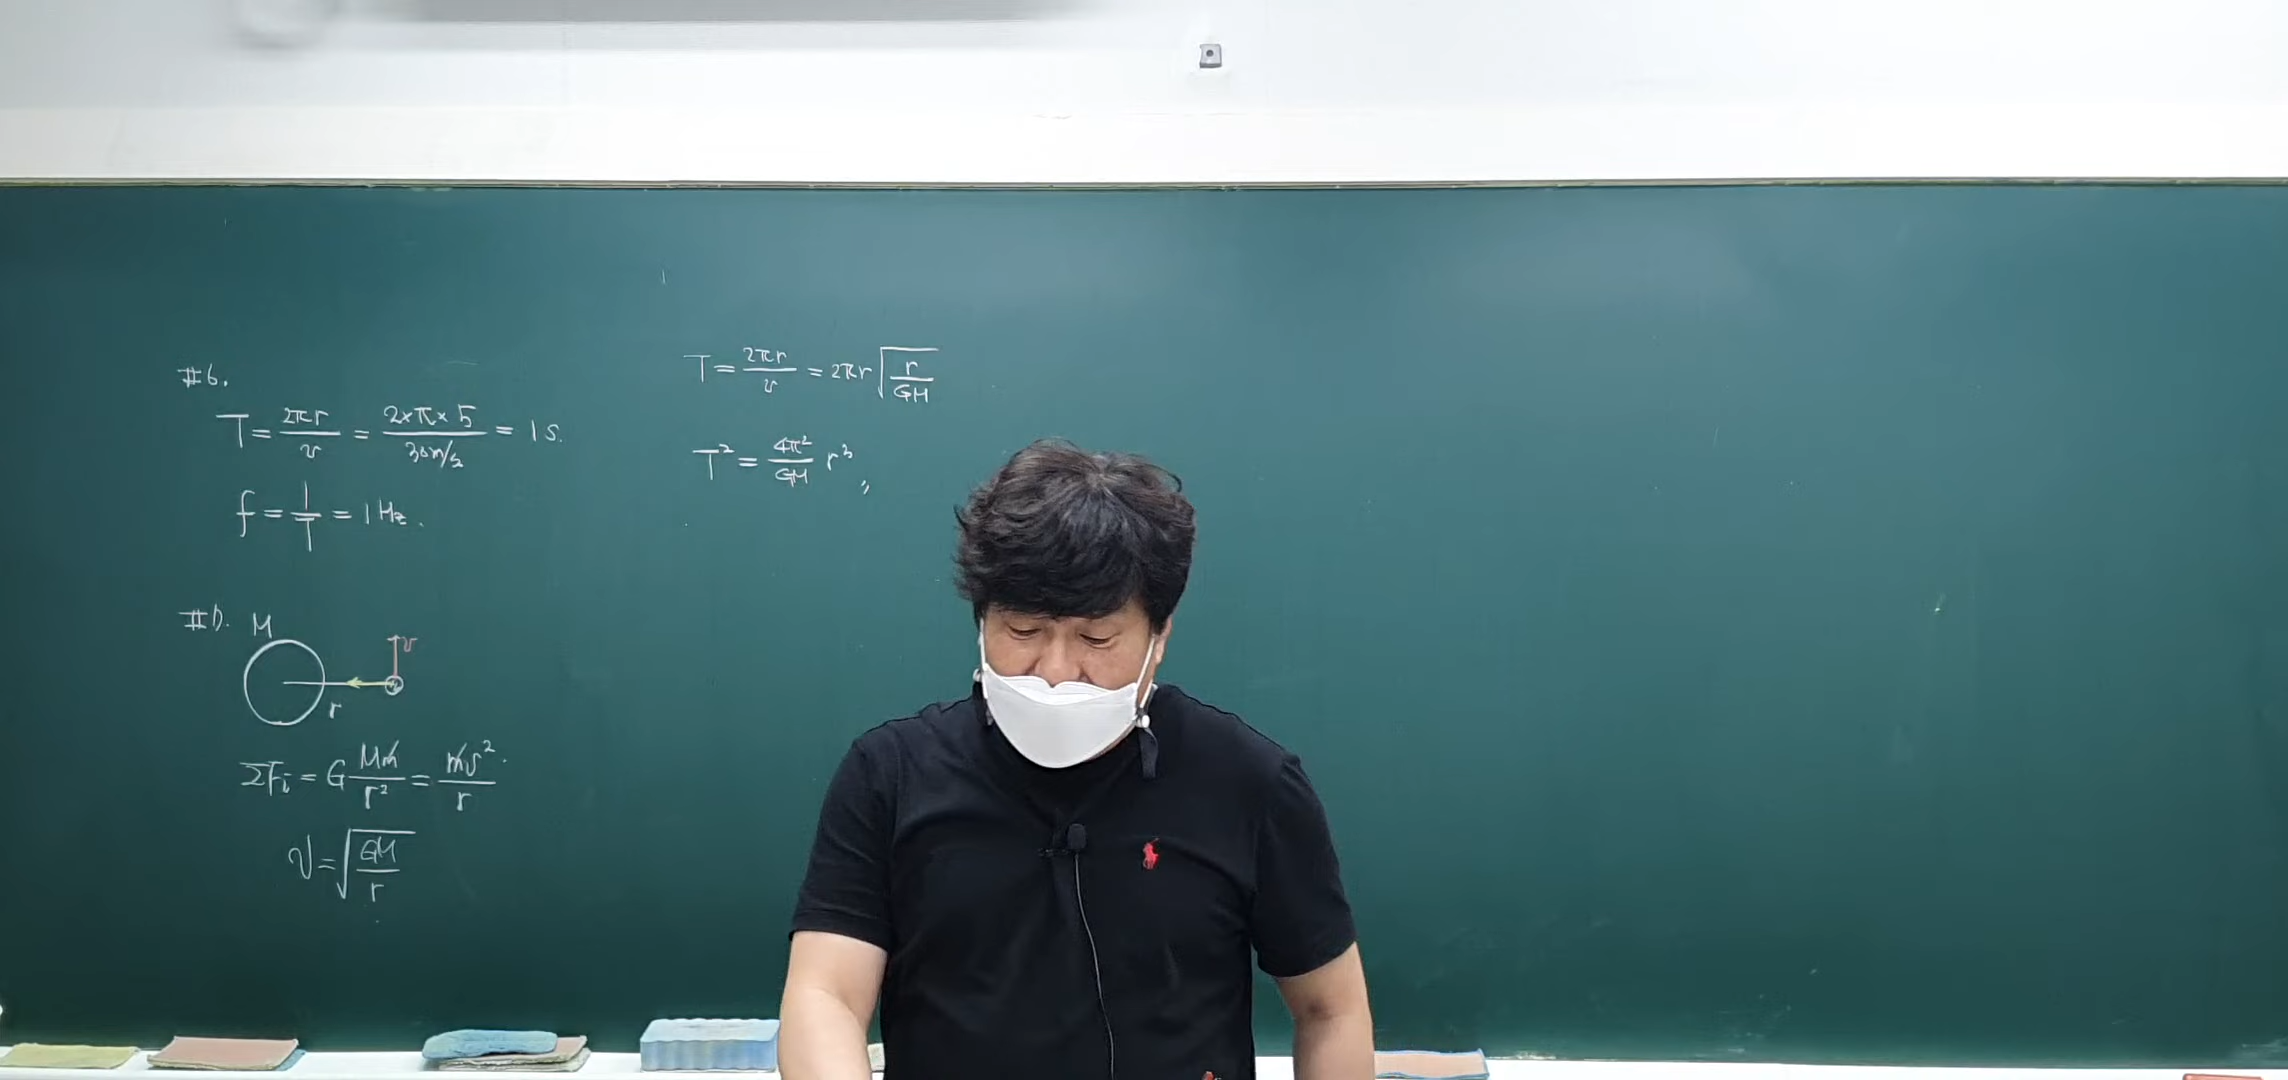 #6.
T = 2πr / v = 2×π×5 / 30m/s = 1 s.
f = 1/T = 1 Hz.
M
v
m
r
ΣFi = G Mm / r² = mv² / r
v = √(GM / r)
T = 2πr / v = 2πr √(r / GM)
T² = 4π² / GM r³ 〃